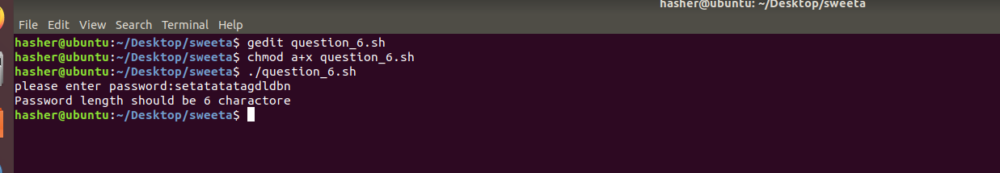 hasher@ubuntu: ~/Desktop/sweeta
File Edit View Search Terminal Help
hasher@ubuntu:~/Desktop/sweeta$ gedit question_6.sh
hasher@ubuntu:~/Desktop/sweeta$ chmod a+x question_6.sh
hasher@ubuntu:~/Desktop/sweeta$ ./question_6.sh
please enter password:setatatatagdldbn
Password length should be 6 charactore
hasher@ubuntu:~/Desktop/sweeta$